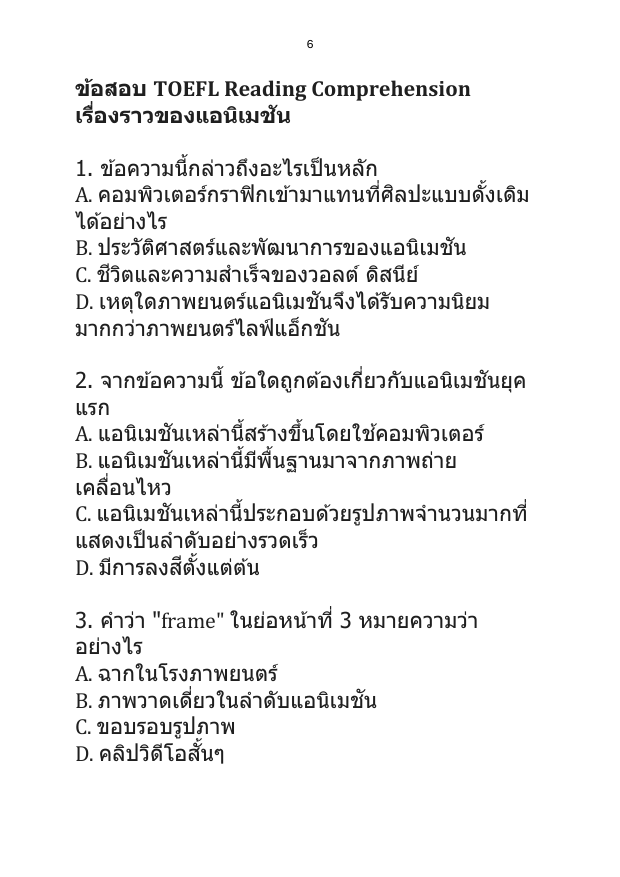 6
ข้อสอบ TOEFL Reading Comprehension
เรื่องราวของแอนิเมชัน
1. ข้อความนี้กล่าวถึงอะไรเป็นหลัก
A. คอมพิวเตอร์กราฟิกเข้ามาแทนที่ศิลปะแบบดั้งเดิม
ได้อย่างไร
B. ประวัติศาสตร์และพัฒนาการของแอนิเมชัน
C. ชีวิตและความสำเร็จของวอลต์ ดิสนีย์
D. เหตุใดภาพยนตร์แอนิเมชันจึงได้รับความนิยม
มากกว่าภาพยนตร์ไลฟ์แอ็กชัน
2. จากข้อความนี้ ข้อใดถูกต้องเกี่ยวกับแอนิเมชันยุค
แรก
A. แอนิเมชันเหล่านี้สร้างขึ้นโดยใช้คอมพิวเตอร์
B. แอนิเมชันเหล่านี้มีพื้นฐานมาจากภาพถ่าย
เคลื่อนไหว
C. แอนิเมชันเหล่านี้ประกอบด้วยรูปภาพจำนวนมากที่
แสดงเป็นลำดับอย่างรวดเร็ว
D. มีการลงสีตั้งแต่ต้น
3. คำว่า "frame" ในย่อหน้าที่ 3 หมายความว่า
อย่างไร
A. ฉากในโรงภาพยนตร์
B. ภาพวาดเดี่ยวในลำดับแอนิเมชัน
C. ขอบรอบรูปภาพ
D. คลิปวิดีโอสั้นๆ